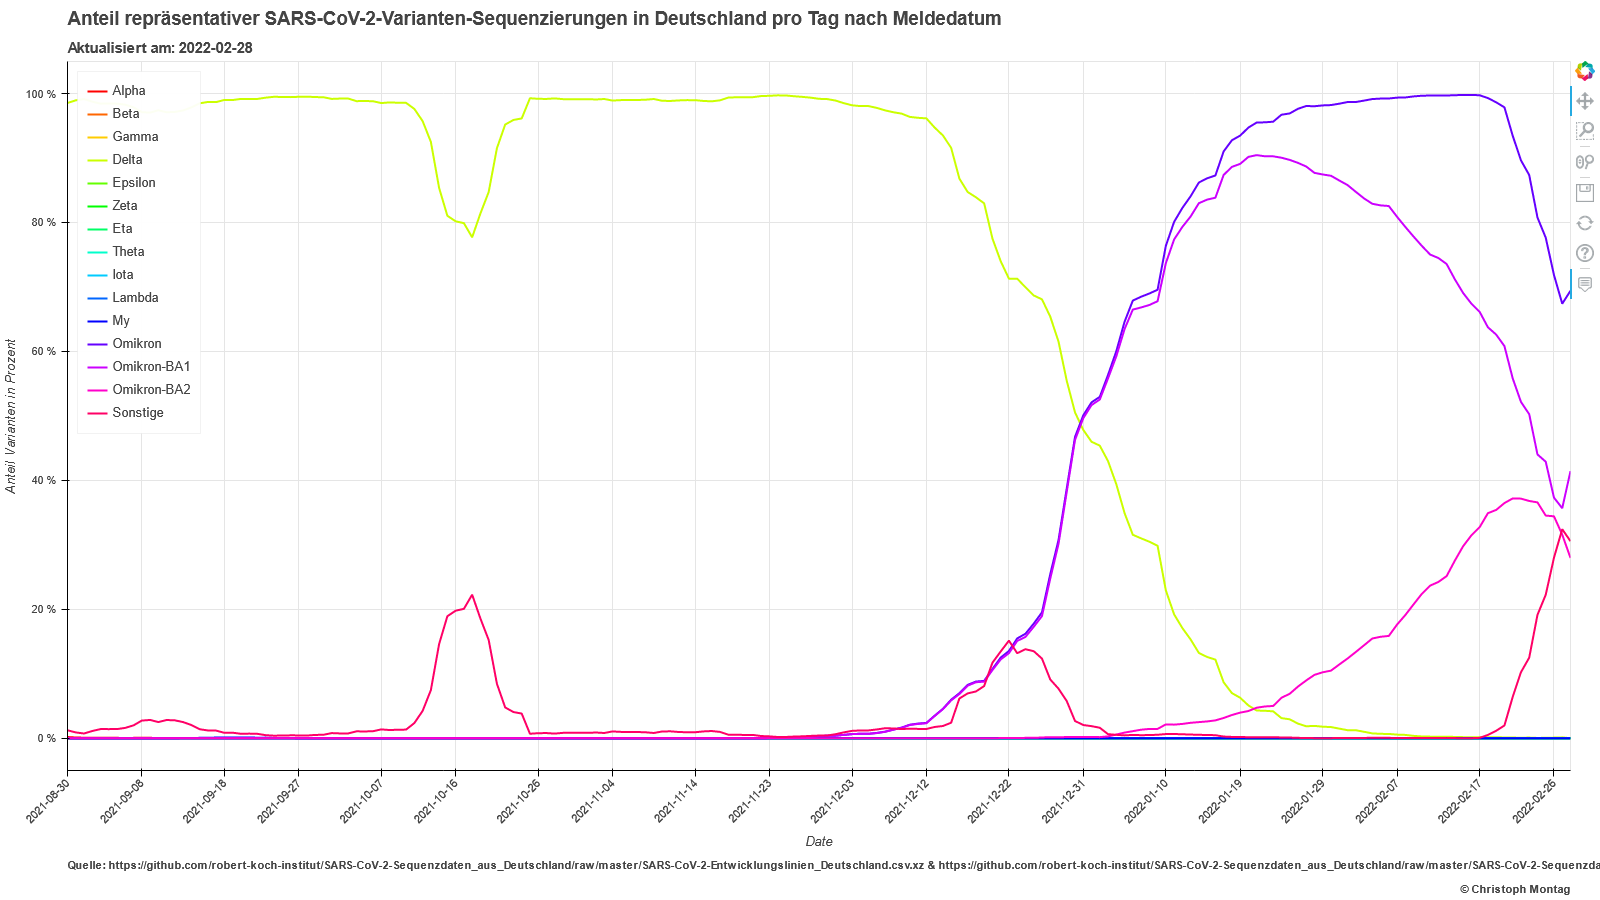 Anteil repräsentativer SARS-CoV-2-Varianten-Sequenzierungen in Deutschland pro Tag nach Meldedatum
Aktualisiert am: 2022-02-28
Alpha
Beta
Gamma
Delta
Epsilon
Zeta
Eta
Theta
Iota
Lambda
My
Omikron
Omikron-BA1
Omikron-BA2
Sonstige
100 %
80 %
60 %
40 %
20 %
0 %
Anteil Varianten in Prozent
2021-08-30
2021-09-08
2021-09-18
2021-09-27
2021-10-07
2021-10-16
2021-10-26
2021-11-04
2021-11-14
2021-11-23
2021-12-03
2021-12-12
2021-12-22
2021-12-31
2022-01-10
2022-01-19
2022-01-29
2022-02-07
2022-02-17
2022-02-26
Date
Quelle: https://github.com/robert-koch-institut/SARS-CoV-2-Sequenzdaten_aus_Deutschland/raw/master/SARS-CoV-2-Entwicklungslinien_Deutschland.csv.xz & https://github.com/robert-koch-institut/SARS-CoV-2-Sequenzdaten_aus_Deutschland/raw/master/SARS-CoV-2-Sequenzda
© Christoph Montag